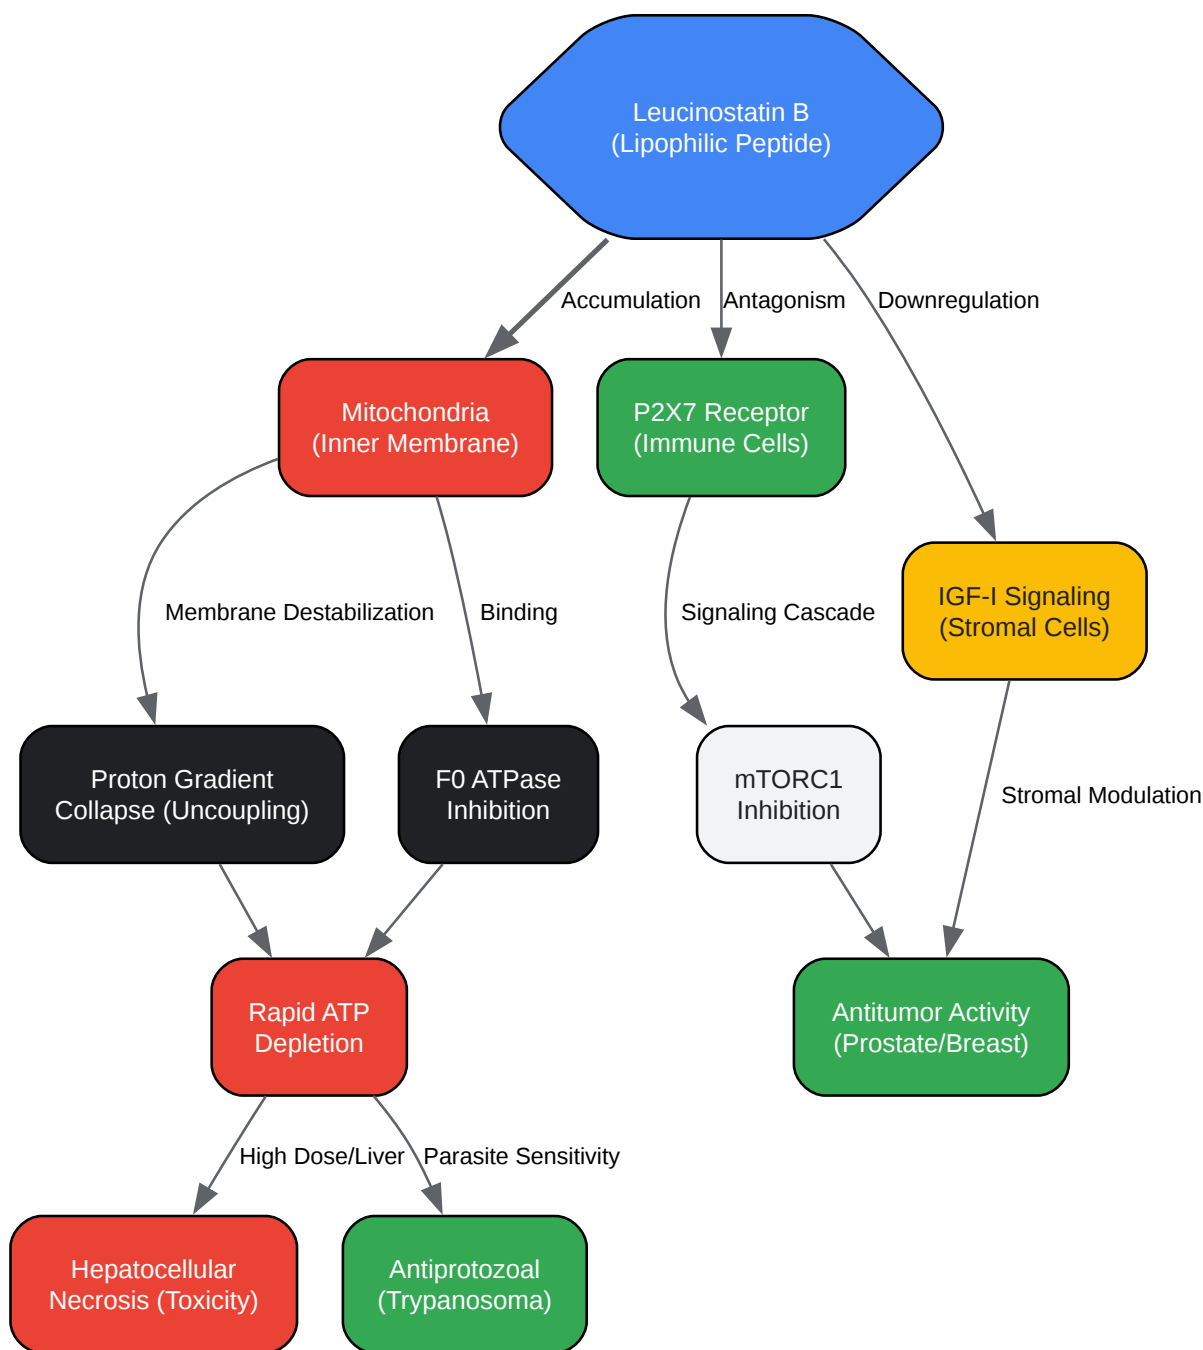 Leucinostatin B
(Lipophilic Peptide)
Accumulation
Antagonism
Downregulation
Mitochondria
(Inner Membrane)
P2X7 Receptor
(Immune Cells)
IGF-I Signaling
(Stromal Cells)
Membrane Destabilization
Binding
Signaling Cascade
Proton Gradient
Collapse (Uncoupling)
F0 ATPase
Inhibition
mTORC1
Inhibition
Stromal Modulation
Rapid ATP
Depletion
Antitumor Activity
(Prostate/Breast)
High Dose/Liver
Parasite Sensitivity
Hepatocellular
Necrosis (Toxicity)
Antiprotozoal
(Trypanosoma)